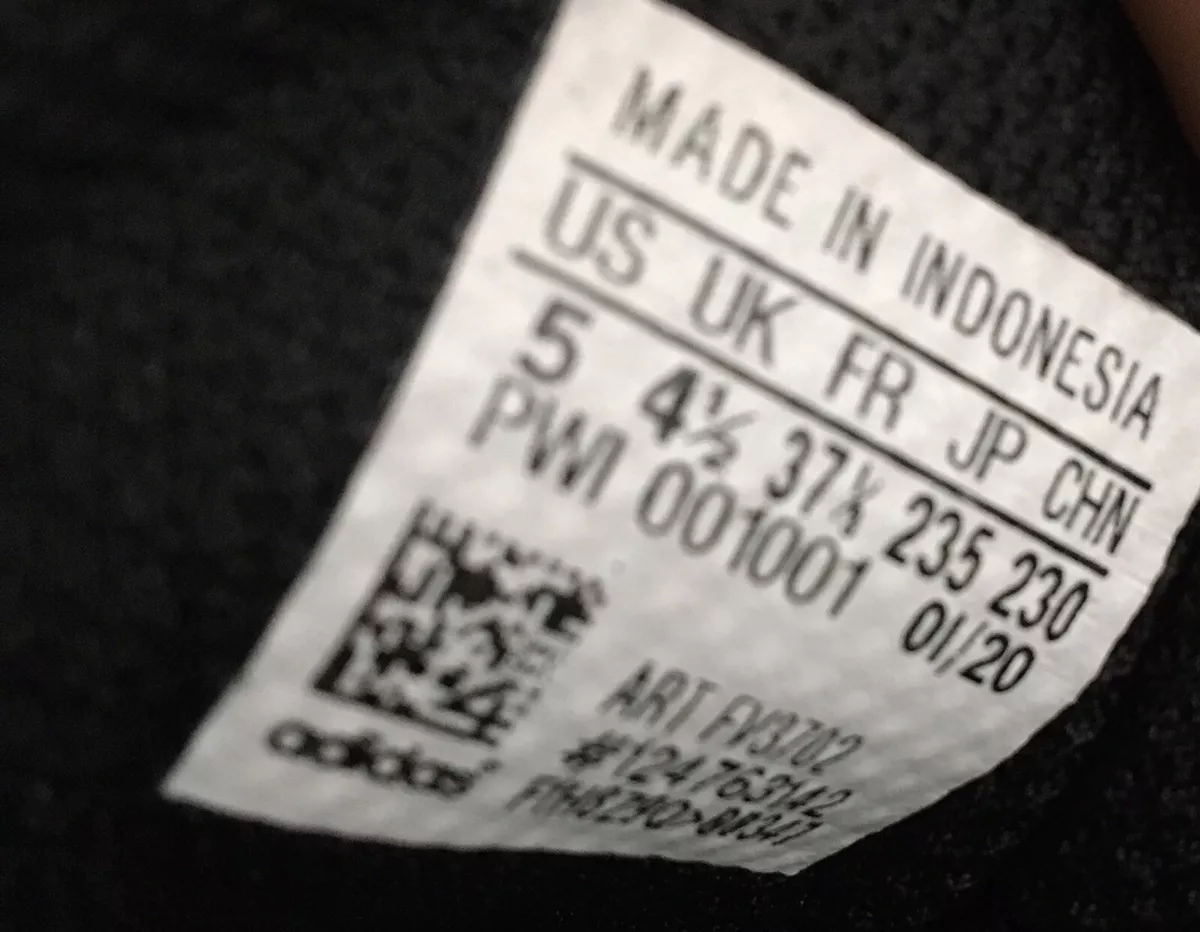 MADE IN INDONESIA
US UK FR JP CHN
5 4½ 37⅓ 235 230
PWI 001001 01/20
ART FV3702
#124763142
adidas